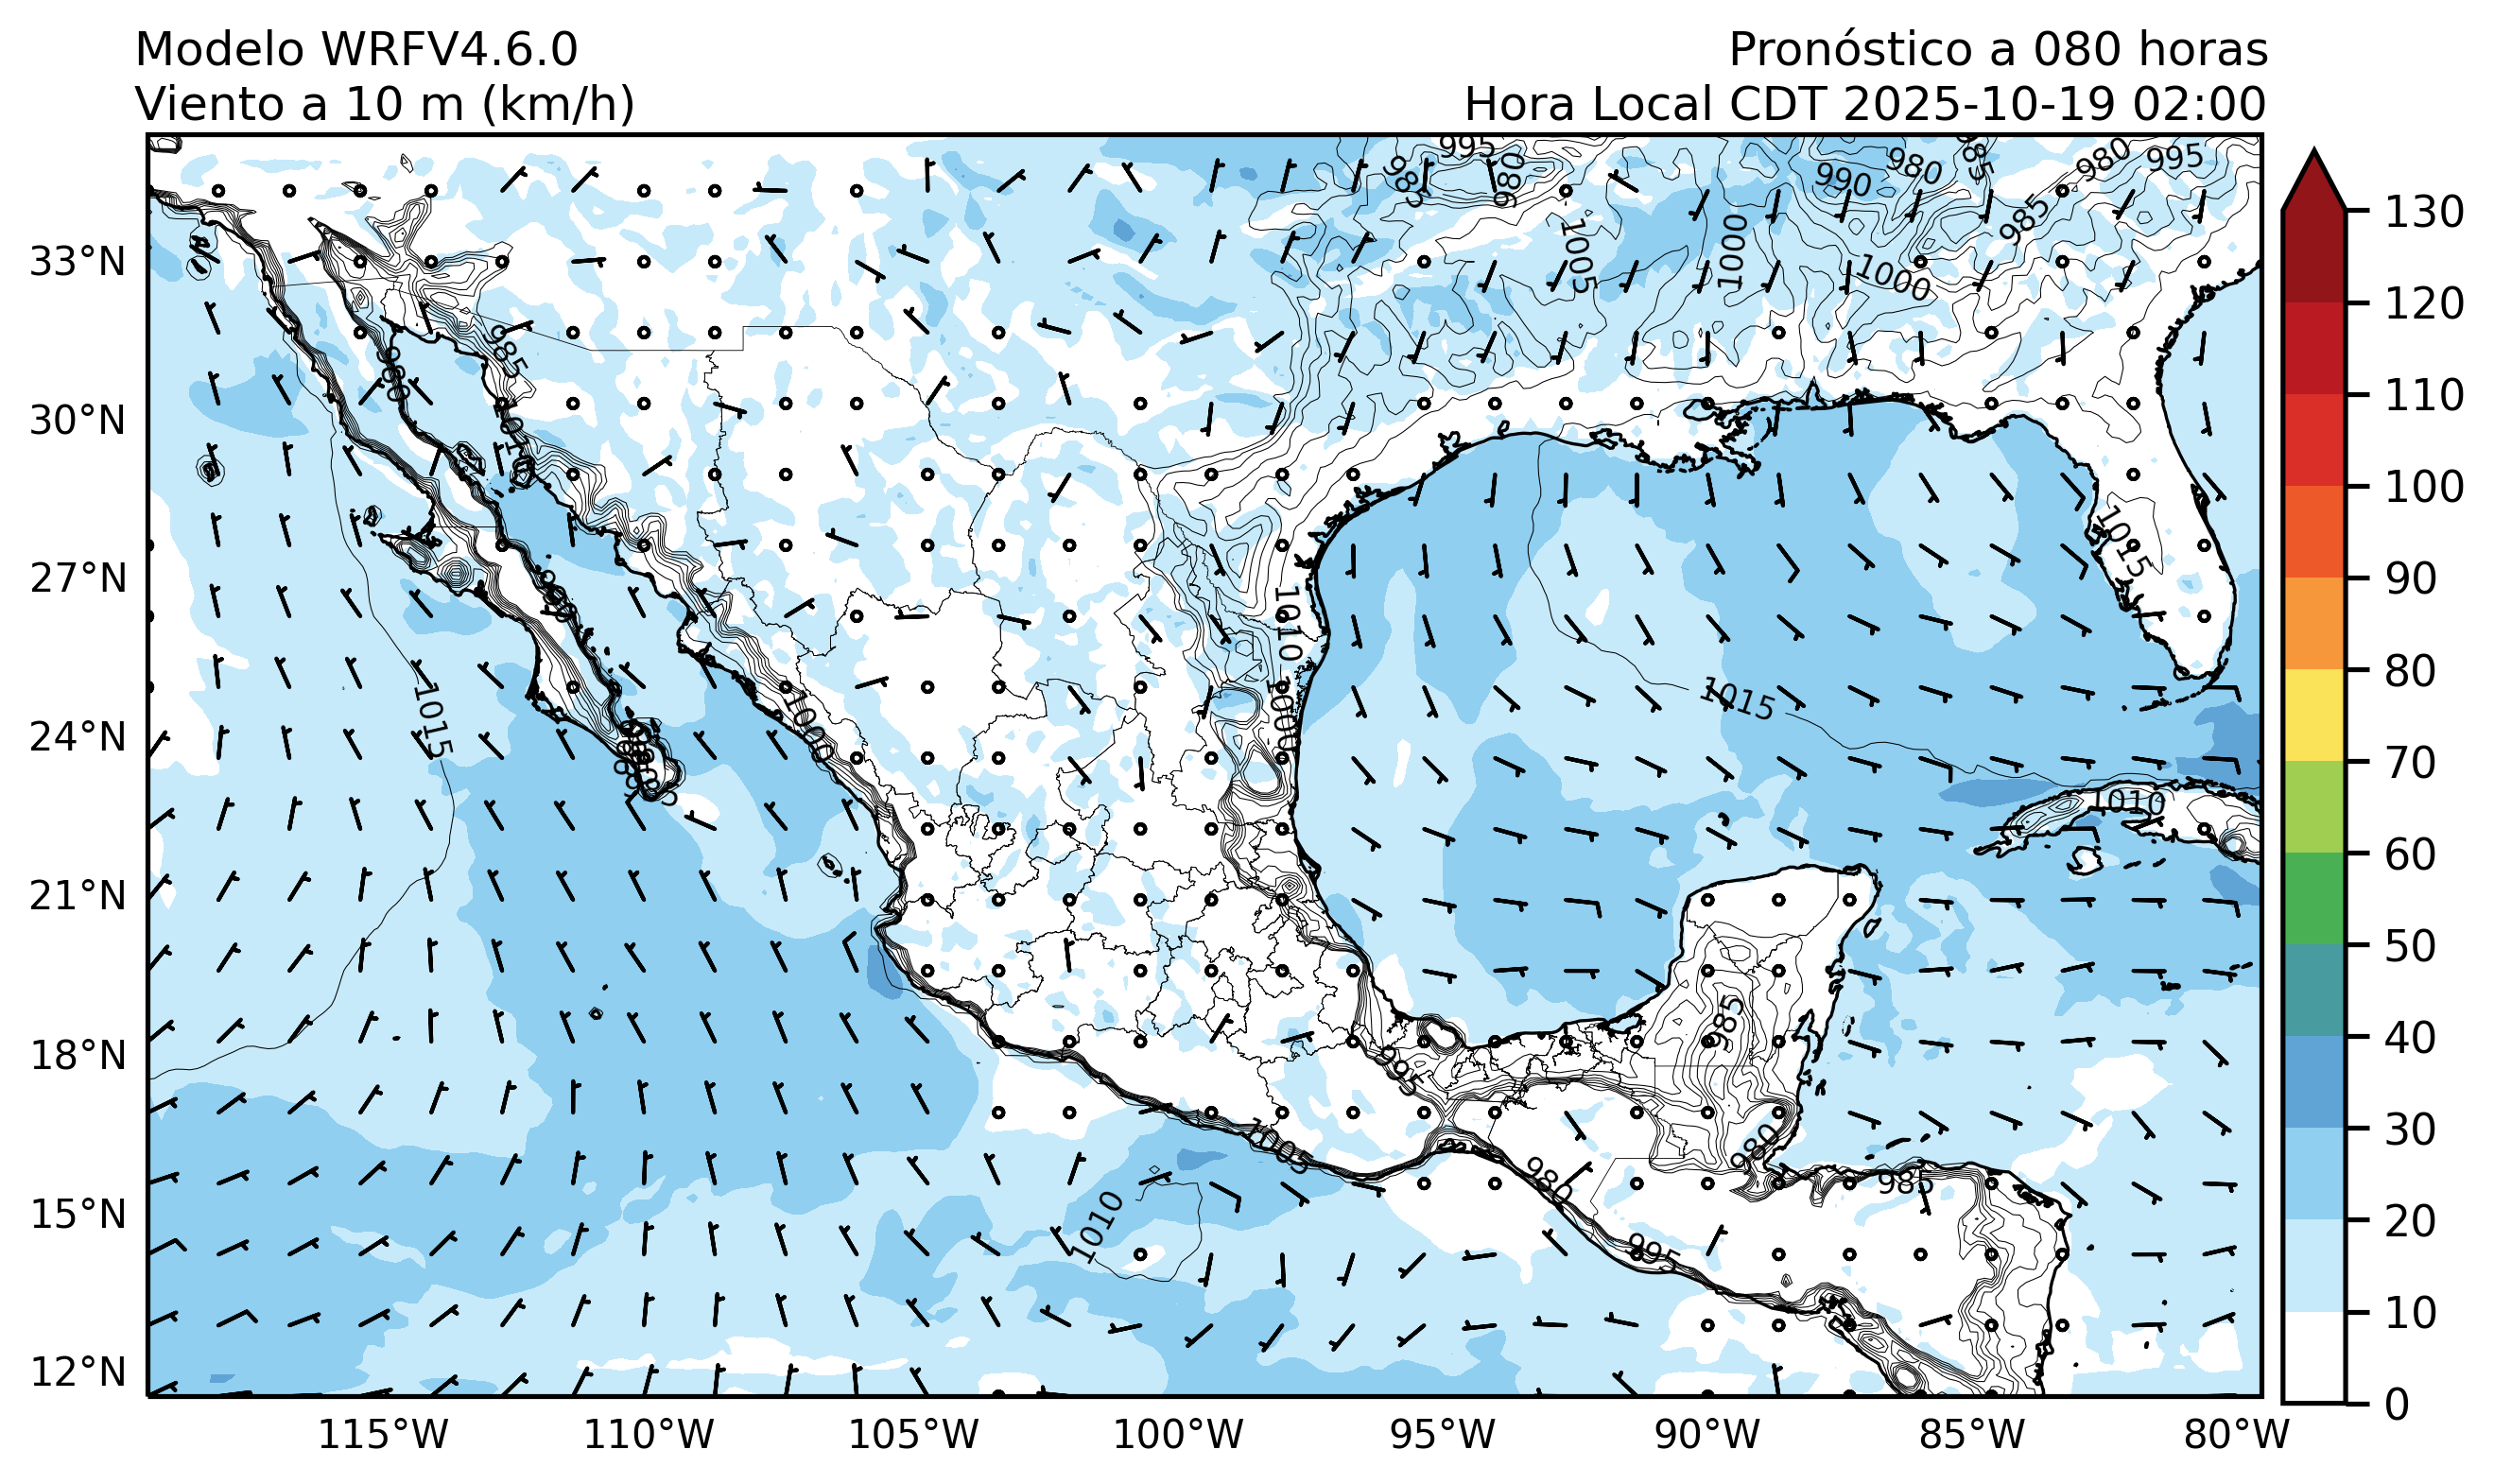 Modelo WRFV4.6.0
Pronóstico a 080 horas
Viento a 10 m (km/h)
Hora Local CDT 2025-10-19 02:00
995
980
985
985
990
980
980
995
985
1005
1000
1000
33°N
30°N
27°N
24°N
21°N
18°N
15°N
12°N
985
980
1010
1015
1010
1000
1015
1015
1000
1010
985
995
1005
980
980
985
1010
995
115°W
110°W
105°W
100°W
95°W
90°W
85°W
80°W
130
120
110
100
90
80
70
60
50
40
30
20
10
0